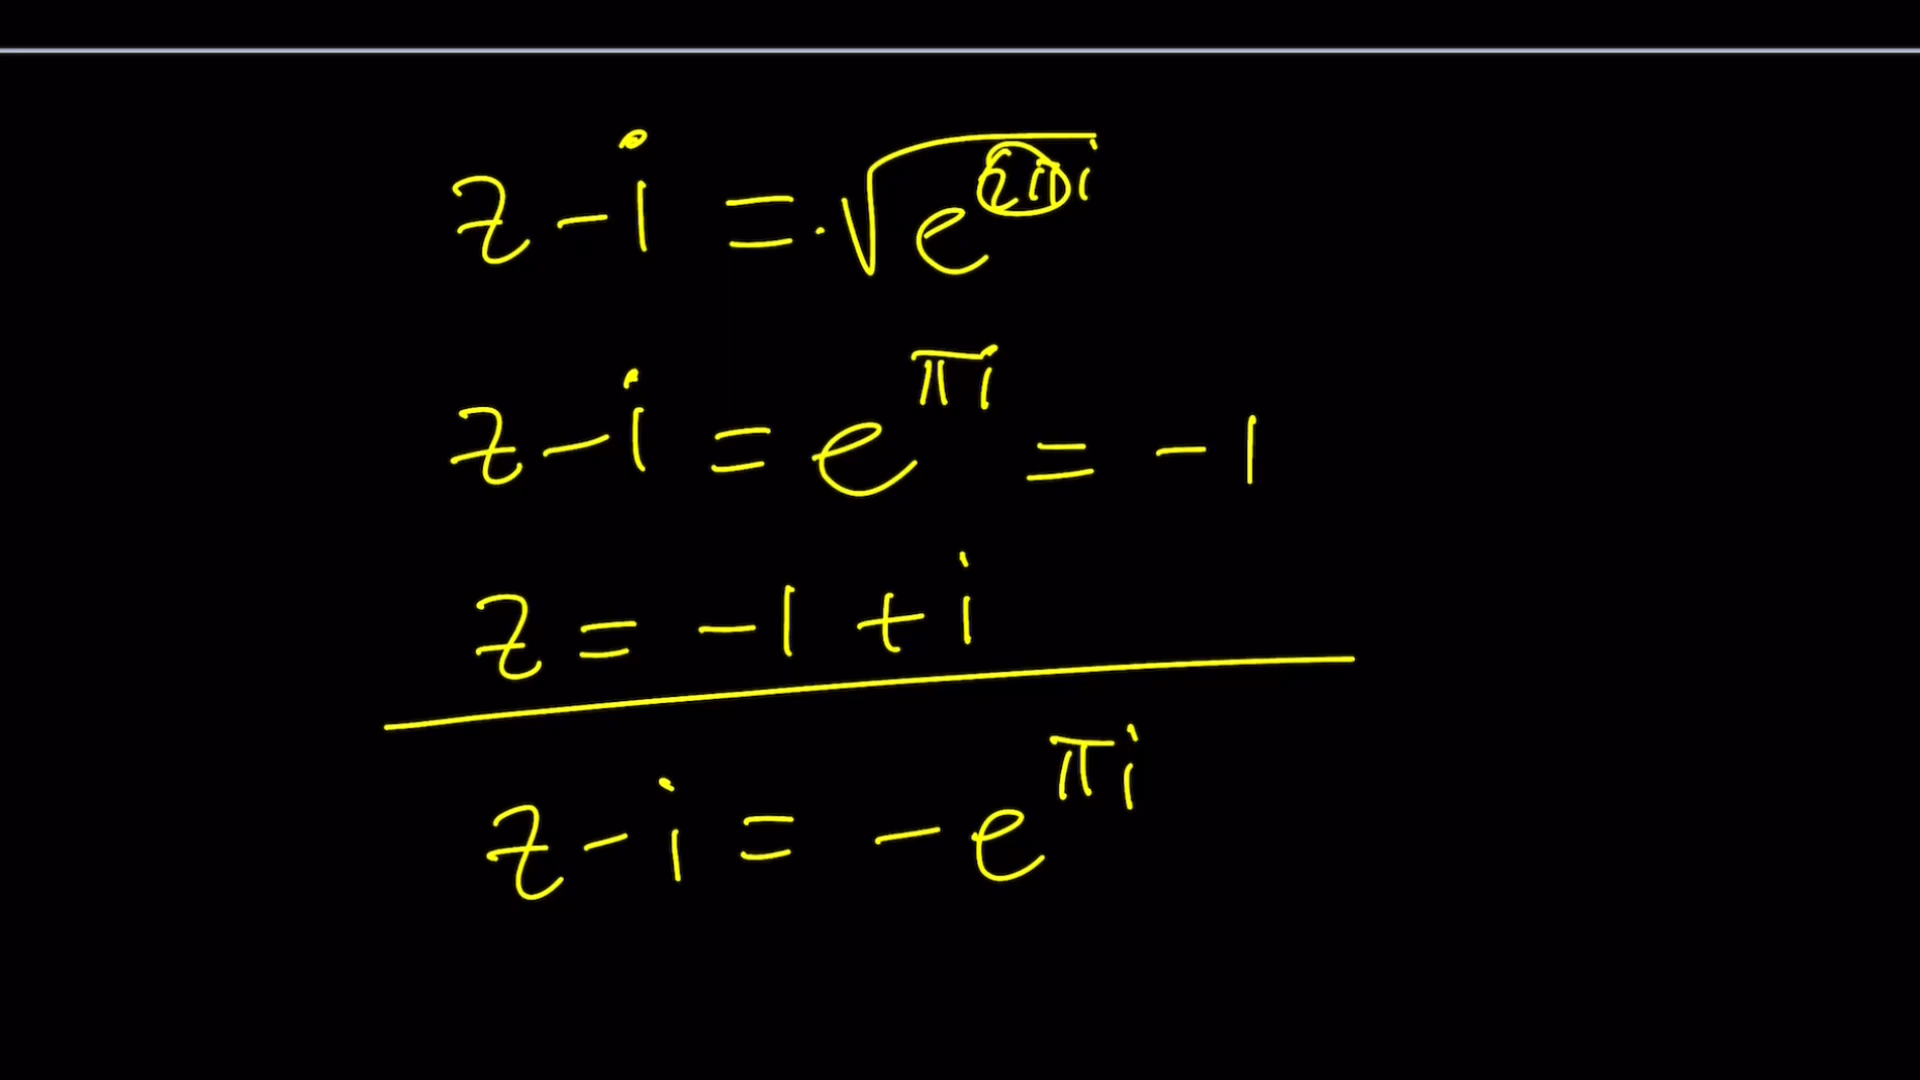 z - i = √e^{2πi}
z - i = e^{πi} = -1
z = -1 + i
z - i = -e^{πi}